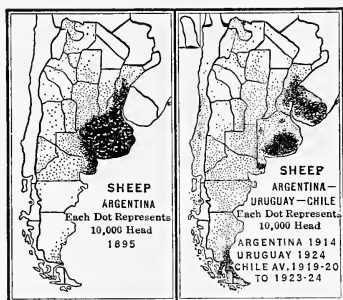 SHEEP
ARGENTINA
Each Dot Represents
10,000 Head
1895
SHEEP
ARGENTINA—
URUGUAY—CHILE
Each Dot Represents
10,000 Head
ARGENTINA 1914
URUGUAY 1924
CHILE AV. 1919-20
TO 1923-24